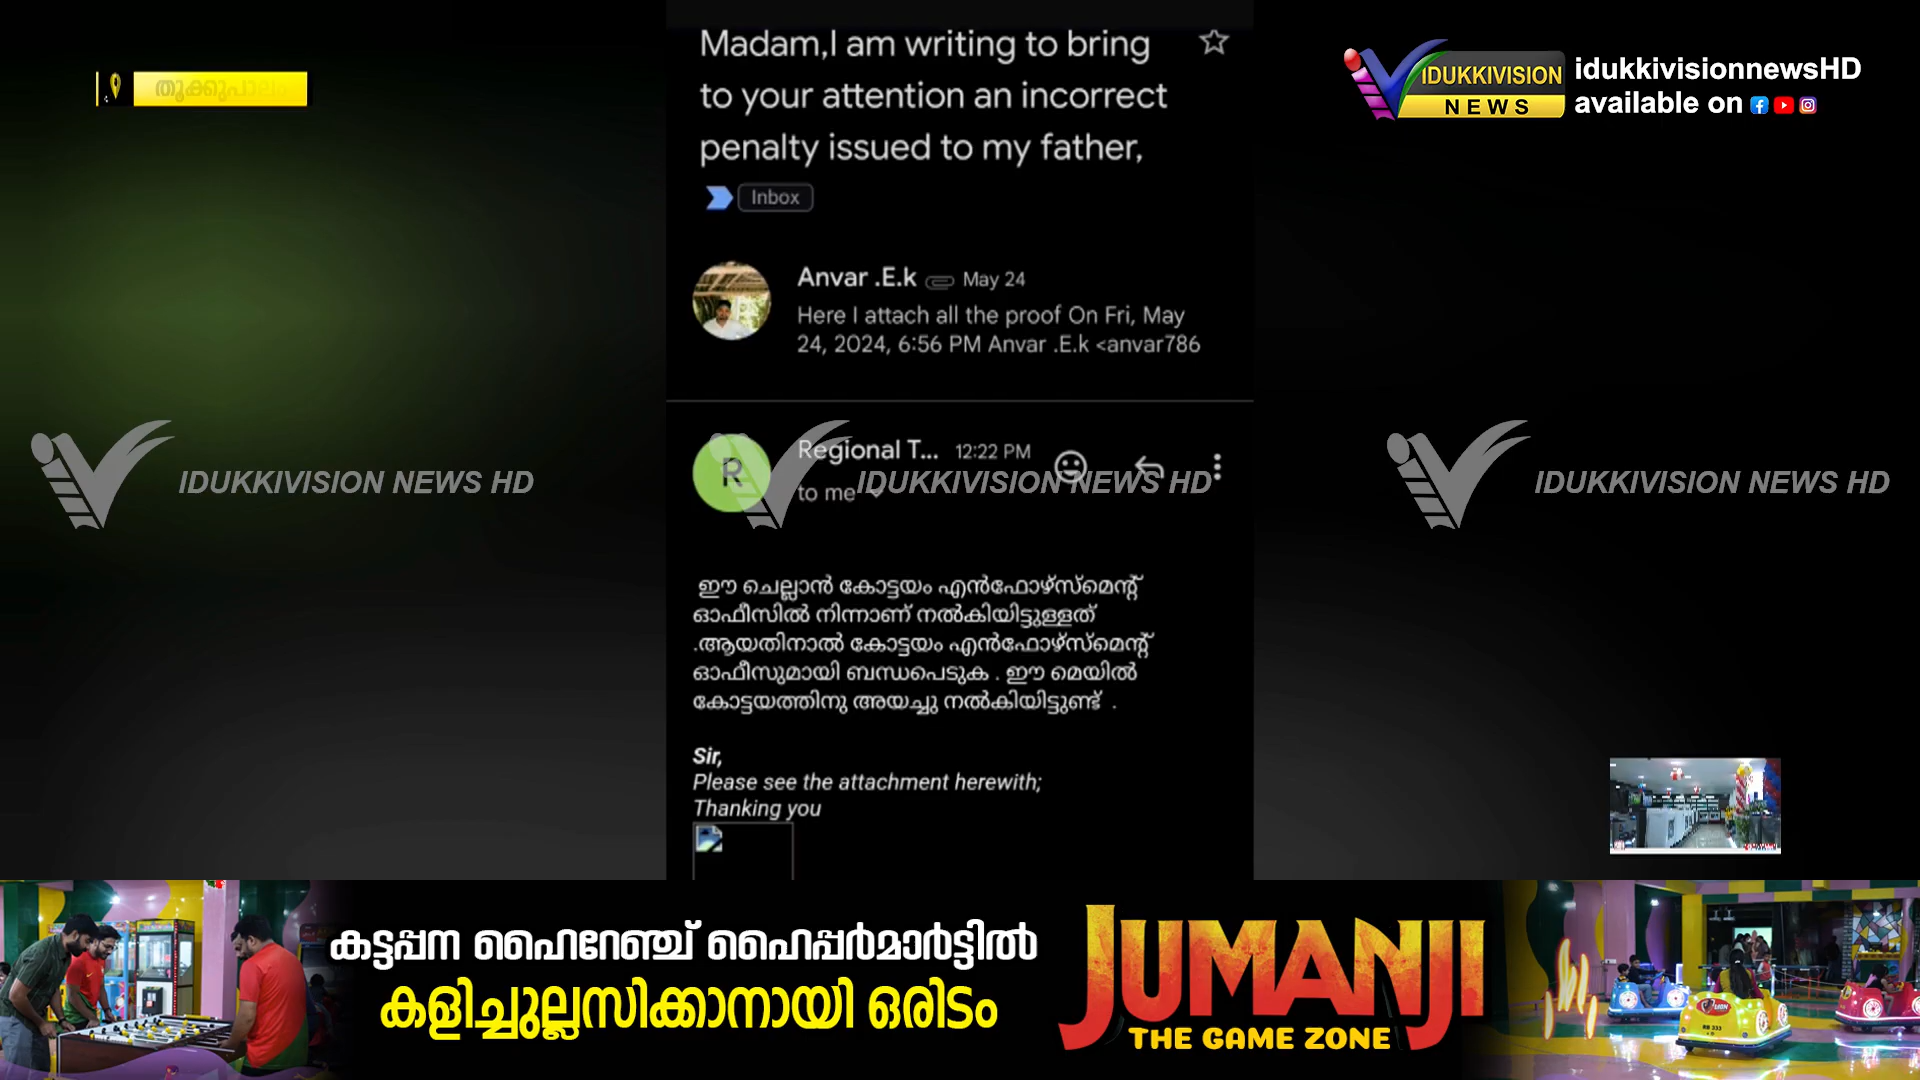 തൂക്കുപാലം
Madam,I am writing to bring
to your attention an incorrect
penalty issued to my father,
Inbox
IDUKKIVISION
NEWS
idukkivisionnewsHD
available on
Anvar .E.k May 24
Here I attach all the proof On Fri, May
24, 2024, 6:56 PM Anvar .E.k <anvar786
R
Regional T... 12:22 PM
to me
IDUKKIVISION NEWS HD
IDUKKIVISION NEWS HD
IDUKKIVISION NEWS HD
ഈ ചെല്ലാൻ കോട്ടയം എൻഫോഴ്സ്മെന്റ്
ഓഫീസിൽ നിന്നാണ് നൽകിയിട്ടുള്ളത്
.ആയതിനാൽ കോട്ടയം എൻഫോഴ്സ്മെന്റ്
ഓഫീസുമായി ബന്ധപെടുക . ഈ മെയിൽ
കോട്ടയത്തിനു അയച്ചു നൽകിയിട്ടുണ്ട് .
Sir,
Please see the attachment herewith;
Thanking you
കട്ടപ്പന ഹൈറേഞ്ച് ഹൈപ്പർമാർട്ടിൽ
കളിച്ചുല്ലസിക്കാനായി ഒരിടം
JUMANJI
THE GAME ZONE